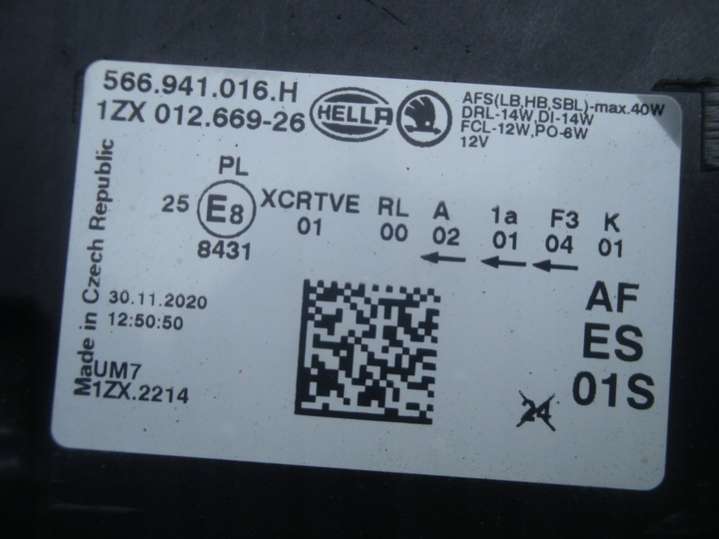 566.941.016.H
1ZX 012.669-26
HELLA
AFS(LB,HB,SBL)-max.40W
DRL-14W,DI-14W
FCL-12W,PO-6W
12V
PL
25 E8 XCRTVE RL A 1a F3 K
8431 01 00 02 01 04 01
Made in Czech Republic
30.11.2020
12:50:50
UM7
1ZX.2214
AF
ES
01S
24